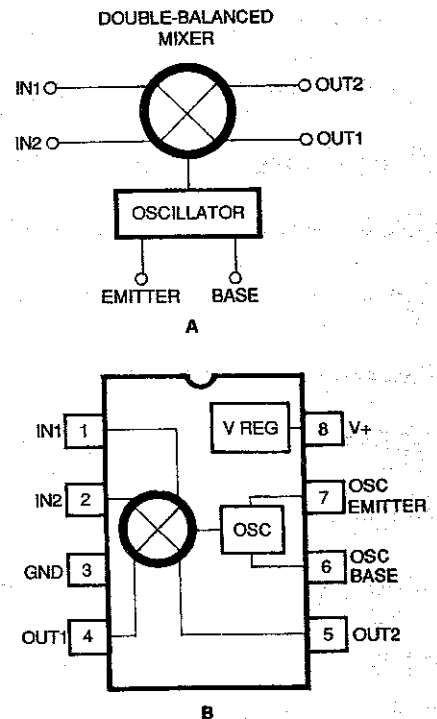 DOUBLE-BALANCED
MIXER
IN1 OUT2
IN2 OUT1
OSCILLATOR
EMITTER BASE
A
V REG
IN1 1 8 V+
IN2 2 7 OSC
EMITTER
OSC
GND 3 6 OSC
BASE
OUT1 4 5 OUT2
B